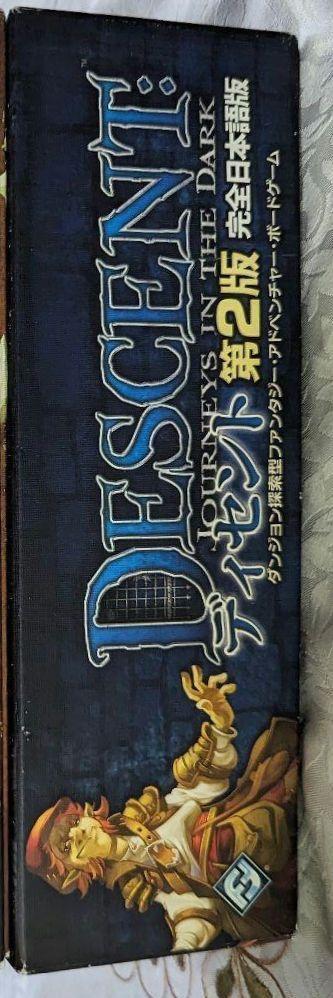 DESCENT:
JOURNEYS IN THE DARK
ディセント 第2版 完全日本語版
ダンジョン探索型ファンタジー・アドベンチャー・ボードゲーム